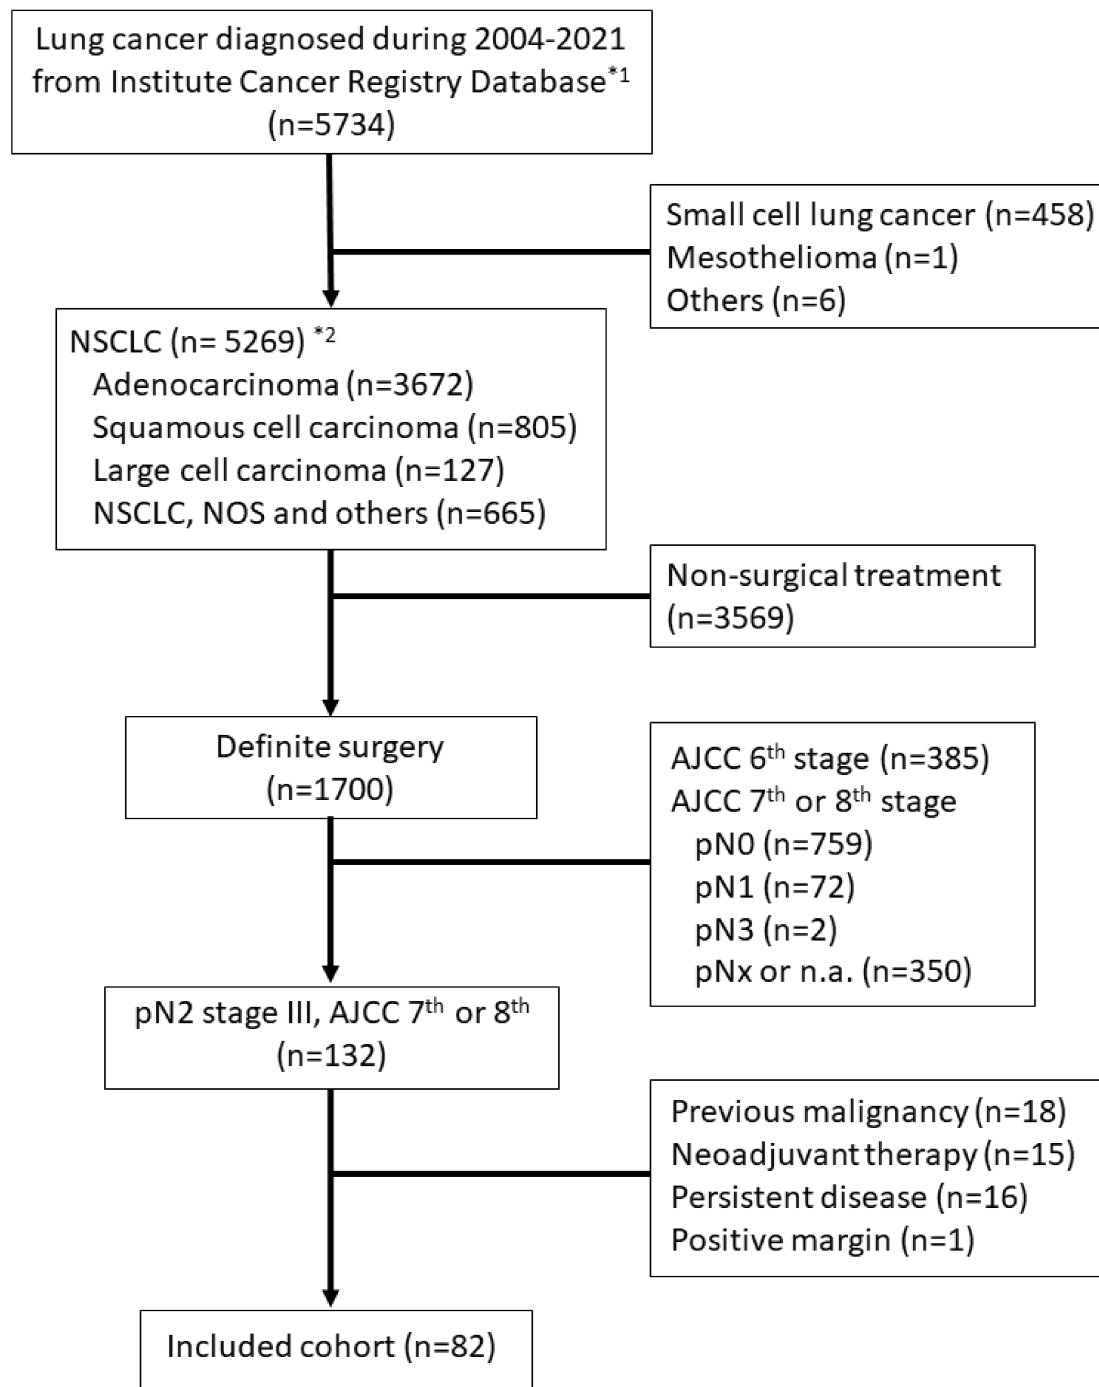 Lung cancer diagnosed during 2004-2021
from Institute Cancer Registry Database*1
(n=5734)
Small cell lung cancer (n=458)
Mesothelioma (n=1)
Others (n=6)
NSCLC (n= 5269) *2
Adenocarcinoma (n=3672)
Squamous cell carcinoma (n=805)
Large cell carcinoma (n=127)
NSCLC, NOS and others (n=665)
Non-surgical treatment
(n=3569)
Definite surgery
(n=1700)
AJCC 6th stage (n=385)
AJCC 7th or 8th stage
pN0 (n=759)
pN1 (n=72)
pN3 (n=2)
pNx or n.a. (n=350)
pN2 stage III, AJCC 7th or 8th
(n=132)
Previous malignancy (n=18)
Neoadjuvant therapy (n=15)
Persistent disease (n=16)
Positive margin (n=1)
Included cohort (n=82)